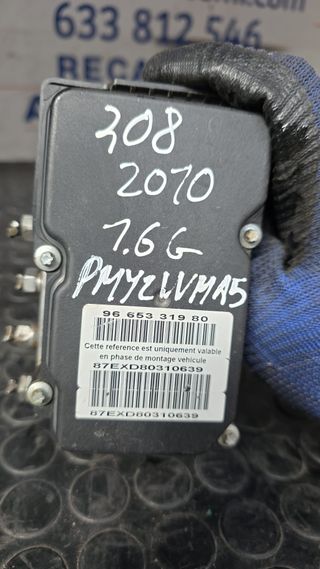 633 812 546
RECA
308
2010
1.6 G
PMY2WMA5
96 653 319 80
Cette reference est uniquement valable
en phase de montage vehicule
87EXD80310639
87EXD80310639